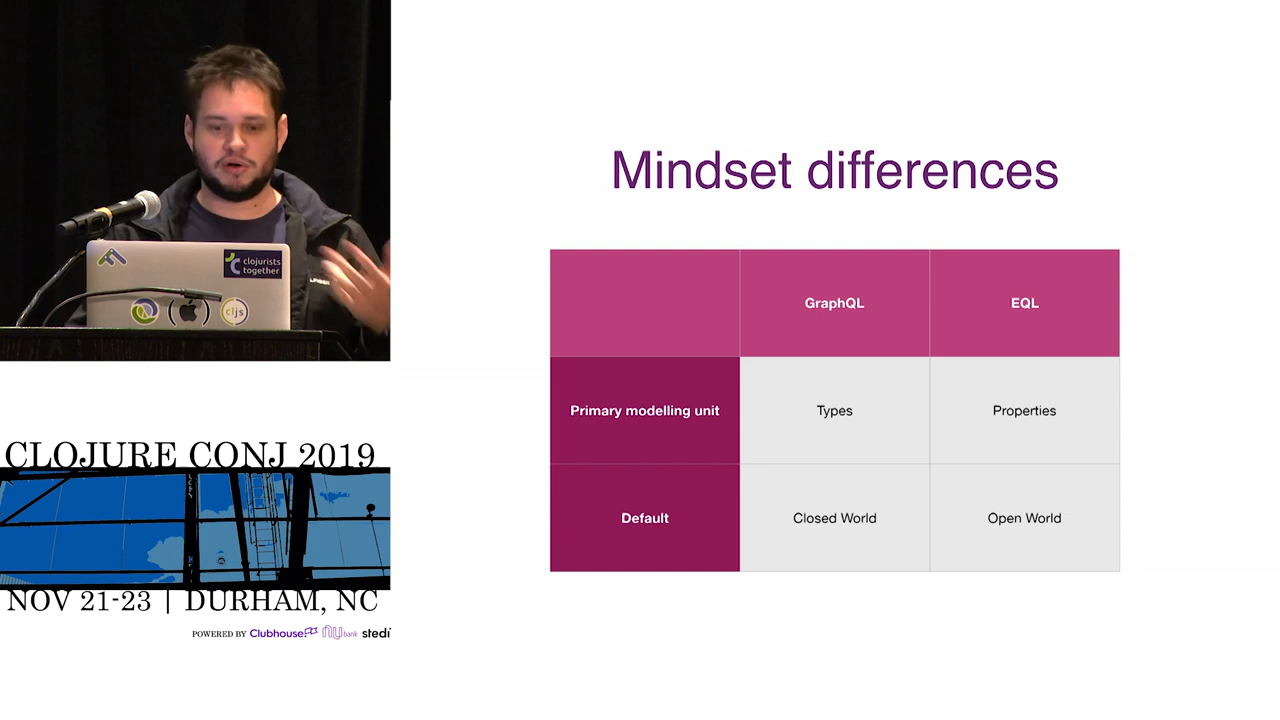 Mindset differences
GraphQL
EQL
Primary modelling unit
Types
Properties
Default
Closed World
Open World
clojurists
together
cljs
CLOJURE CONJ 2019
NOV 21-23 | DURHAM, NC
POWERED BY Clubhouse nu bank stedi